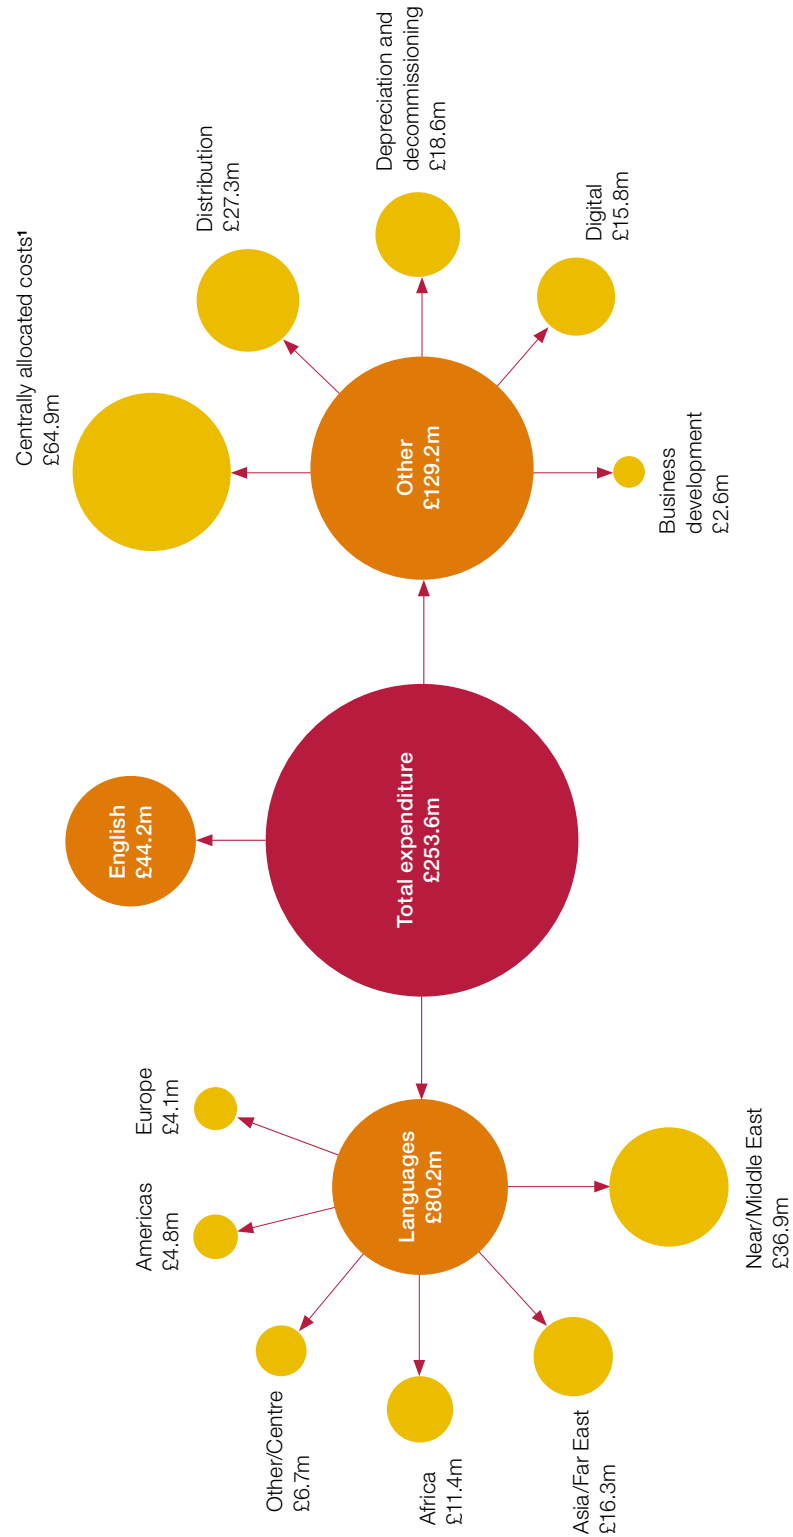 Europe
£4.1m
Americas
£4.8m
Other/Centre
£6.7m
Africa
£11.4m
Asia/Far East
£16.3m
Near/Middle East
£36.9m
Languages
£80.2m
English
£44.2m
Total expenditure
£253.6m
Other
£129.2m
Centrally allocated costs¹
£64.9m
Distribution
£27.3m
Depreciation and
decommissioning
£18.6m
Digital
£15.8m
Business
development
£2.6m